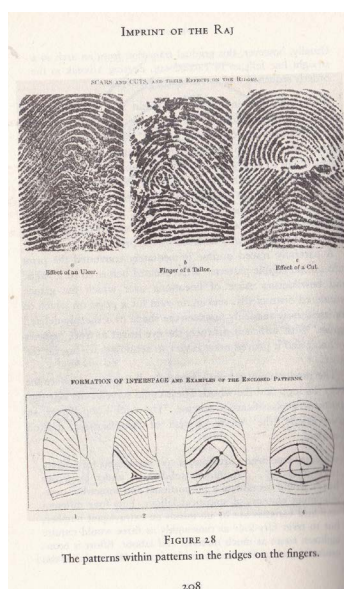 IMPRINT OF THE RAJ
SCARS AND CUTS, AND THEIR EFFECTS ON THE RIDGES.
a
Effect of an Ulcer.
b
Finger of a Tailor.
c
Effect of a Cut.
FORMATION OF INTERSPACE AND EXAMPLES OF THE ENCLOSED PATTERNS.
1 2 3 4
FIGURE 28
The patterns within patterns in the ridges on the fingers.
208